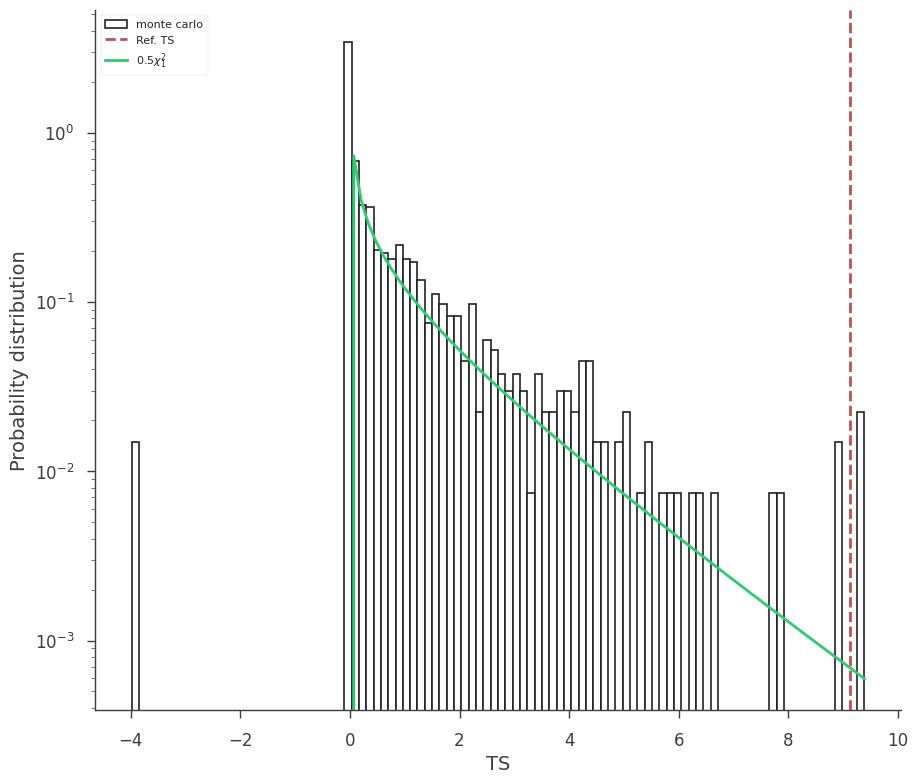 monte carlo
Ref. TS
0.5χ₁²
Probability distribution
10⁰
10⁻¹
10⁻²
10⁻³
−4 −2 0 2 4 6 8 10
TS